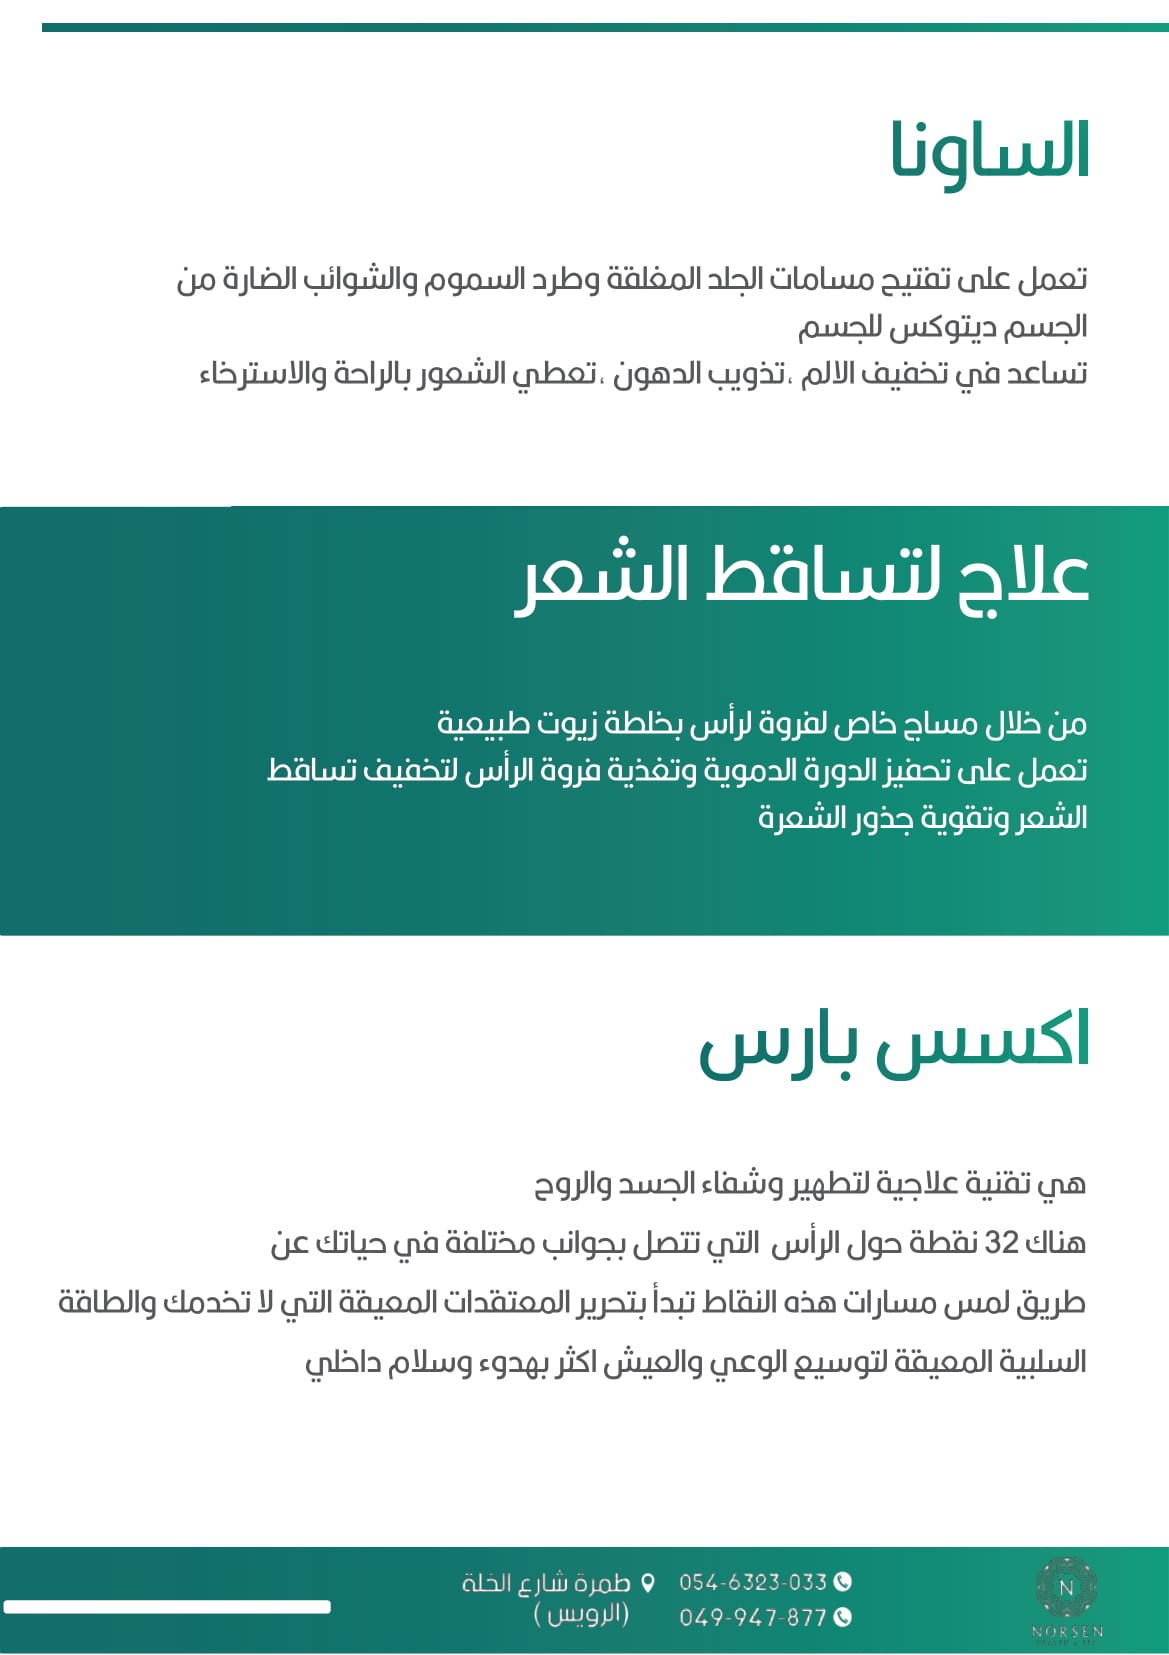 الساونا
تعمل على تفتيح مسامات الجلد المغلقة وطرد السموم والشوائب الضارة من
الجسم ديتوكس للجسم
تساعد في تخفيف الالم ،تذويب الدهون ،تعطي الشعور بالراحة والاسترخاء
علاج لتساقط الشعر
من خلال مساج خاص لفروة لرأس بخلطة زيوت طبيعية
تعمل على تحفيز الدورة الدموية وتغذية فروة الرأس لتخفيف تساقط
الشعر وتقوية جذور الشعرة
اكسس بارس
هي تقنية علاجية لتطهير وشفاء الجسد والروح
هناك 32 نقطة حول الرأس التي تتصل بجوانب مختلفة في حياتك عن
طريق لمس مسارات هذه النقاط تبدأ بتحرير المعتقدات المعيقة التي لا تخدمك والطاقة
السلبية المعيقة لتوسيع الوعي والعيش اكثر بهدوء وسلام داخلي
N
NORSEN
054-6323-033
049-947-877
طمرة شارع الخلة
(الرويس )